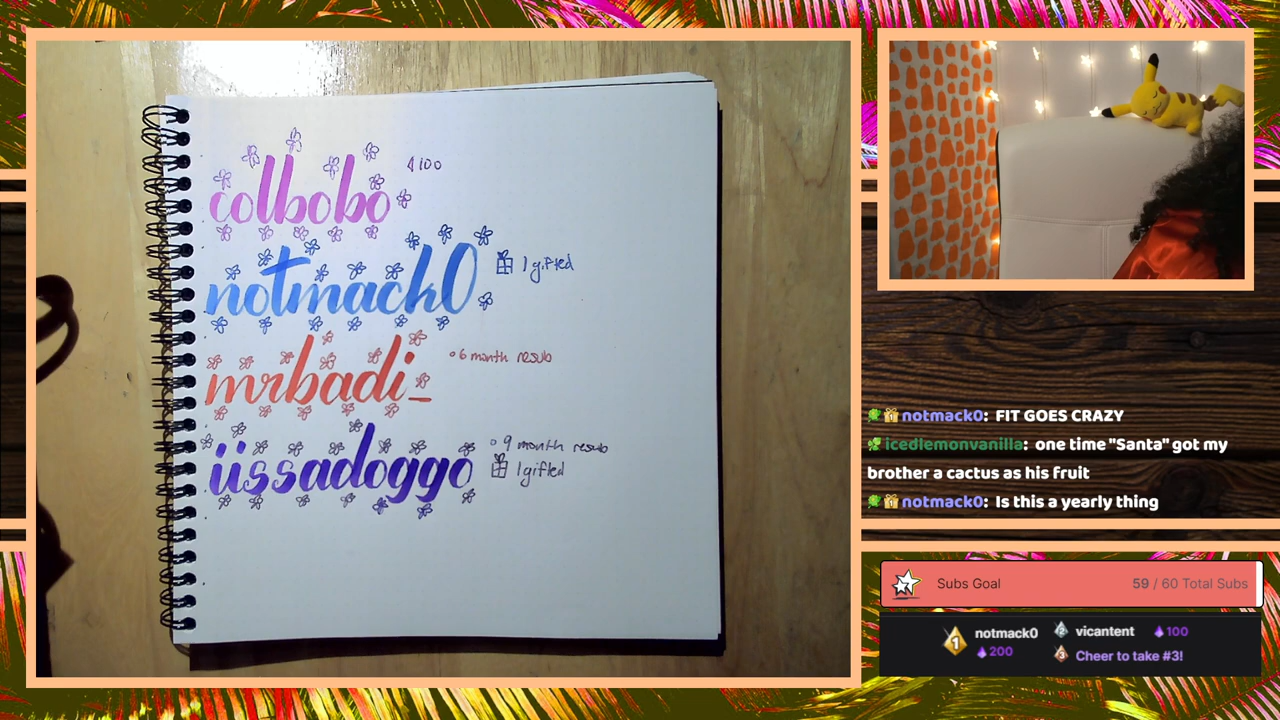 colbobo
100
notmack0
1 gifted
mrbadi_
6 month resub
iissadoggo
9 month resub
1 gifted
notmack0: FIT GOES CRAZY
icedlemonvanilla: one time "Santa" got my
brother a cactus as his fruit
notmack0: Is this a yearly thing
Subs Goal 59 / 60 Total Subs
1 notmack0 200
2 vicantent 100
3 Cheer to take #3!